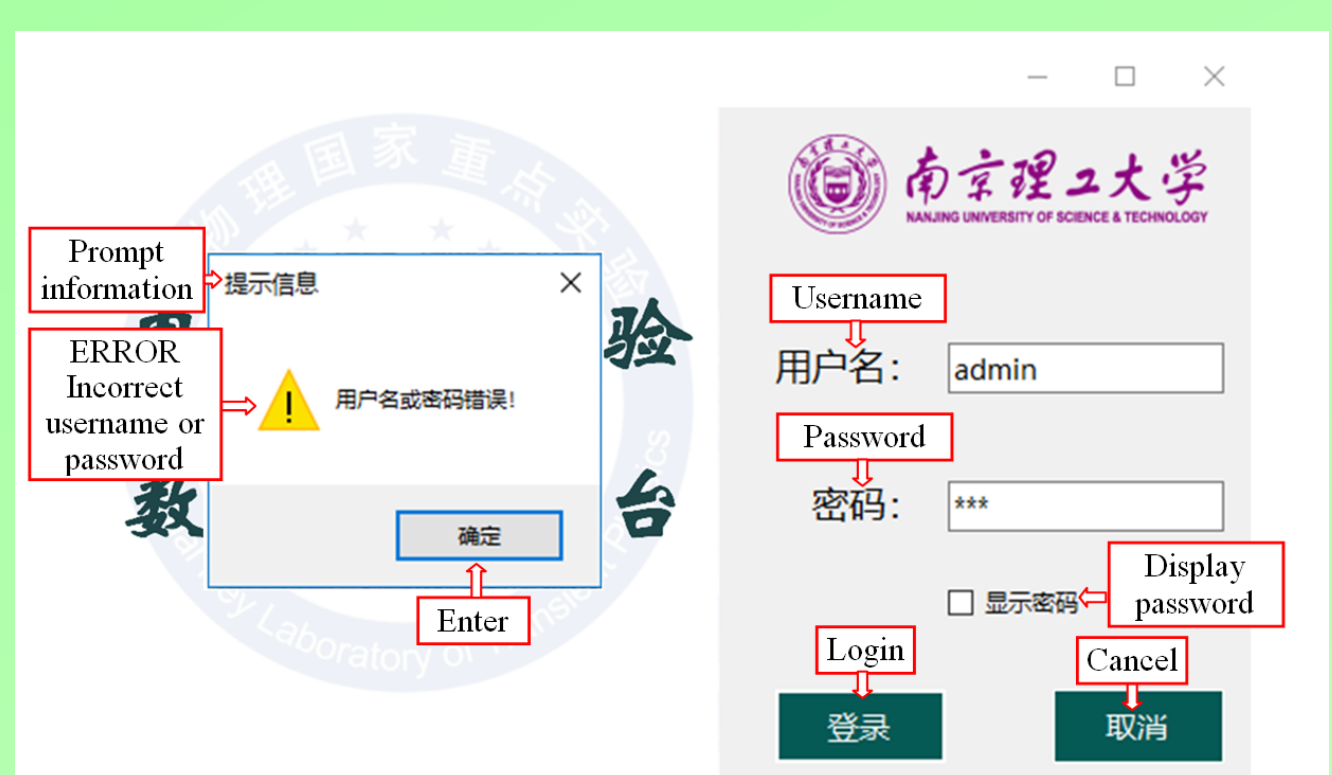 物理国家重点实验
Key Laboratory of Transient Physics
验
数
台
Prompt
information
提示信息
ERROR
Incorrect
username or
password
用户名或密码错误!
确定
Enter
南京理工大学
NANJING UNIVERSITY OF SCIENCE & TECHNOLOGY
Username
用户名:
admin
Password
密码:
***
显示密码
Display
password
Login
登录
Cancel
取消